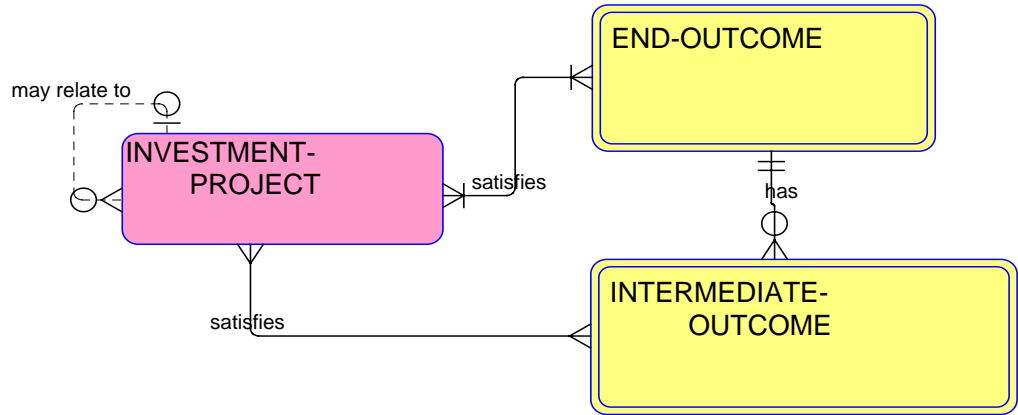 END-OUTCOME
may relate to
INVESTMENT-
PROJECT
satisfies
has
INTERMEDIATE-
OUTCOME
satisfies